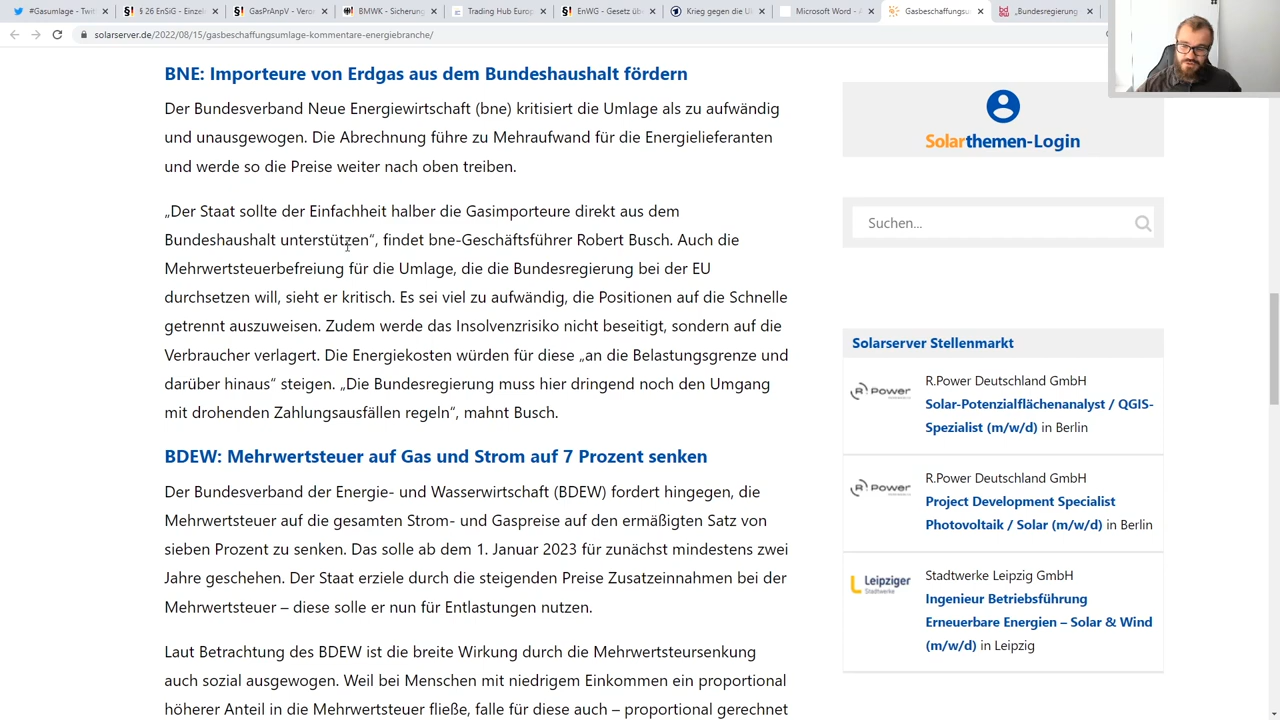 #Gasumlage - Twit
§ 26 EnSiG - Einzel
GasPrAnpV - Vero
BMWK - Sicherung
Trading Hub Europ
EnWG - Gesetz üb
Krieg gegen die Uk
Microsoft Word - A
Gasbeschaffungsu
„Bundesregierung
solarserver.de/2022/08/15/gasbeschaffungsumlage-kommentare-energiebranche/
BNE: Importeure von Erdgas aus dem Bundeshaushalt fördern
Der Bundesverband Neue Energiewirtschaft (bne) kritisiert die Umlage als zu aufwändig
und unausgewogen. Die Abrechnung führe zu Mehraufwand für die Energielieferanten
und werde so die Preise weiter nach oben treiben.
„Der Staat sollte der Einfachheit halber die Gasimporteure direkt aus dem
Bundeshaushalt unterstützen“, findet bne-Geschäftsführer Robert Busch. Auch die
Mehrwertsteuerbefreiung für die Umlage, die die Bundesregierung bei der EU
durchsetzen will, sieht er kritisch. Es sei viel zu aufwändig, die Positionen auf die Schnelle
getrennt auszuweisen. Zudem werde das Insolvenzrisiko nicht beseitigt, sondern auf die
Verbraucher verlagert. Die Energiekosten würden für diese „an die Belastungsgrenze und
darüber hinaus“ steigen. „Die Bundesregierung muss hier dringend noch den Umgang
mit drohenden Zahlungsausfällen regeln“, mahnt Busch.
BDEW: Mehrwertsteuer auf Gas und Strom auf 7 Prozent senken
Der Bundesverband der Energie- und Wasserwirtschaft (BDEW) fordert hingegen, die
Mehrwertsteuer auf die gesamten Strom- und Gaspreise auf den ermäßigten Satz von
sieben Prozent zu senken. Das solle ab dem 1. Januar 2023 für zunächst mindestens zwei
Jahre geschehen. Der Staat erziele durch die steigenden Preise Zusatzeinnahmen bei der
Mehrwertsteuer – diese solle er nun für Entlastungen nutzen.
Laut Betrachtung des BDEW ist die breite Wirkung durch die Mehrwertsteursenkung
auch sozial ausgewogen. Weil bei Menschen mit niedrigem Einkommen ein proportional
höherer Anteil in die Mehrwertsteuer fließe, falle für diese auch – proportional gerechnet
Solarthemen-Login
Suchen...
Solarserver Stellenmarkt
R.Power
R.Power Deutschland GmbH
Solar-Potenzialflächenanalyst / QGIS-
Spezialist (m/w/d) in Berlin
R.Power
R.Power Deutschland GmbH
Project Development Specialist
Photovoltaik / Solar (m/w/d) in Berlin
Leipziger
Stadtwerke
Stadtwerke Leipzig GmbH
Ingenieur Betriebsführung
Erneuerbare Energien – Solar & Wind
(m/w/d) in Leipzig